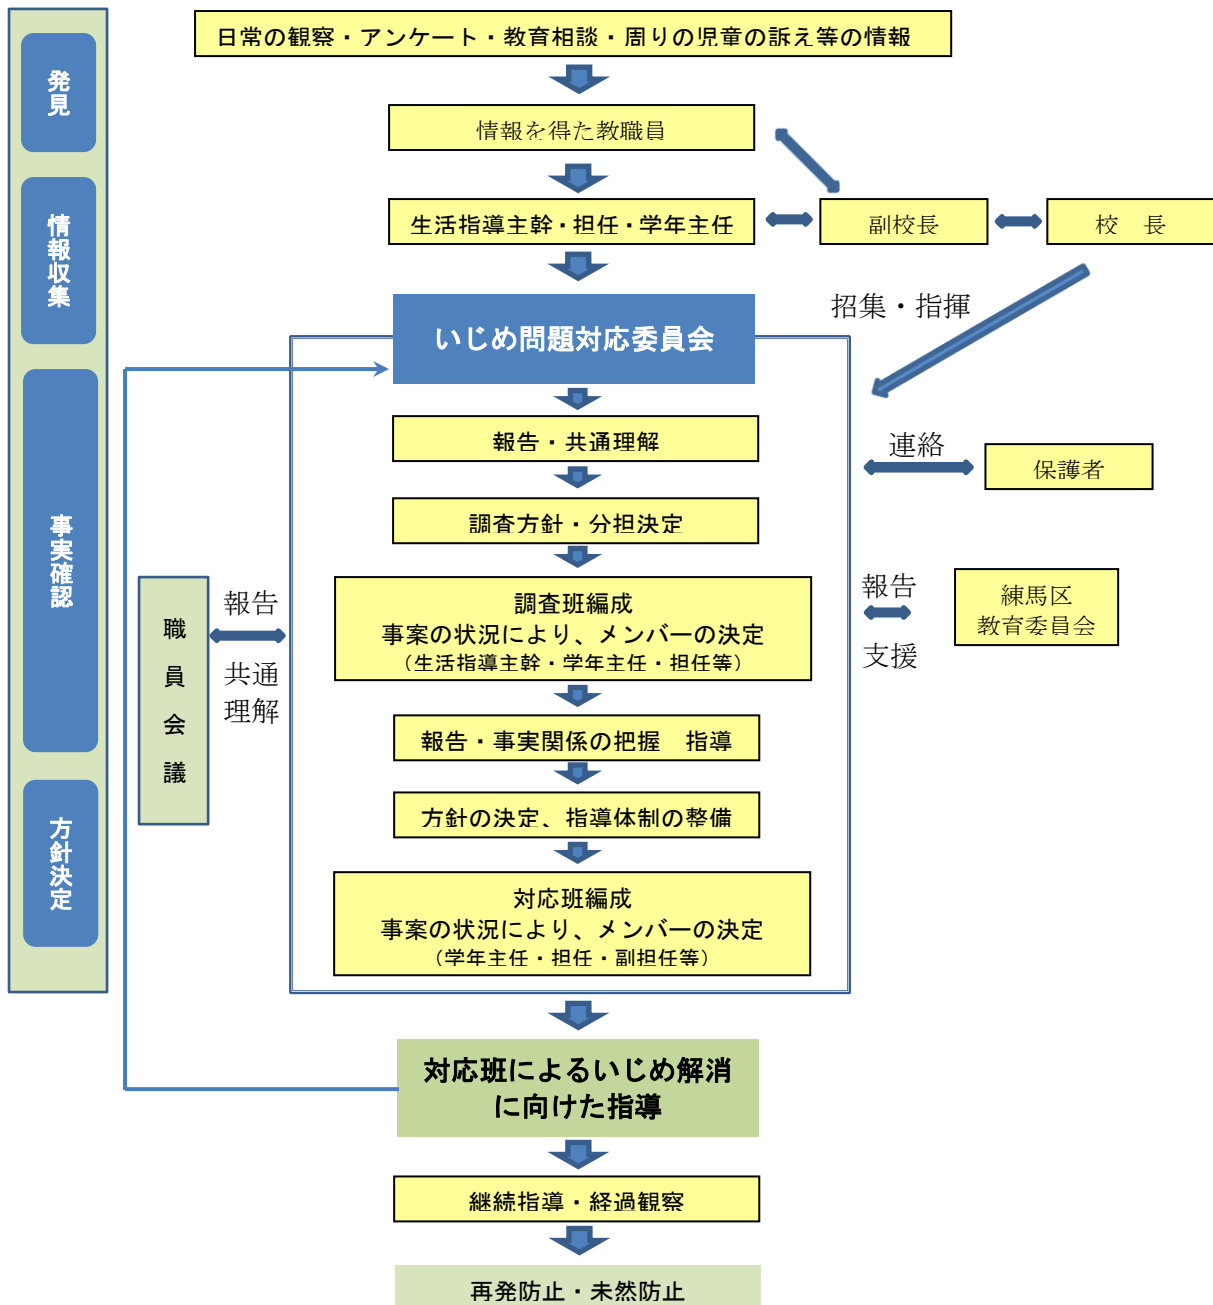 発見
情報収集
事実確認
方針決定
日常の観察・アンケート・教育相談・周りの児童の訴え等の情報
情報を得た教職員
生活指導主幹・担任・学年主任
副校長
校　長
招集・指揮
いじめ問題対応委員会
報告・共通理解
連絡
保護者
調査方針・分担決定
調査班編成
事案の状況により、メンバーの決定
（生活指導主幹・学年主任・担任等）
報告
支援
練馬区
教育委員会
職員会議
報告
共通
理解
報告・事実関係の把握　指導
方針の決定、指導体制の整備
対応班編成
事案の状況により、メンバーの決定
（学年主任・担任・副担任等）
対応班によるいじめ解消
に向けた指導
継続指導・経過観察
再発防止・未然防止